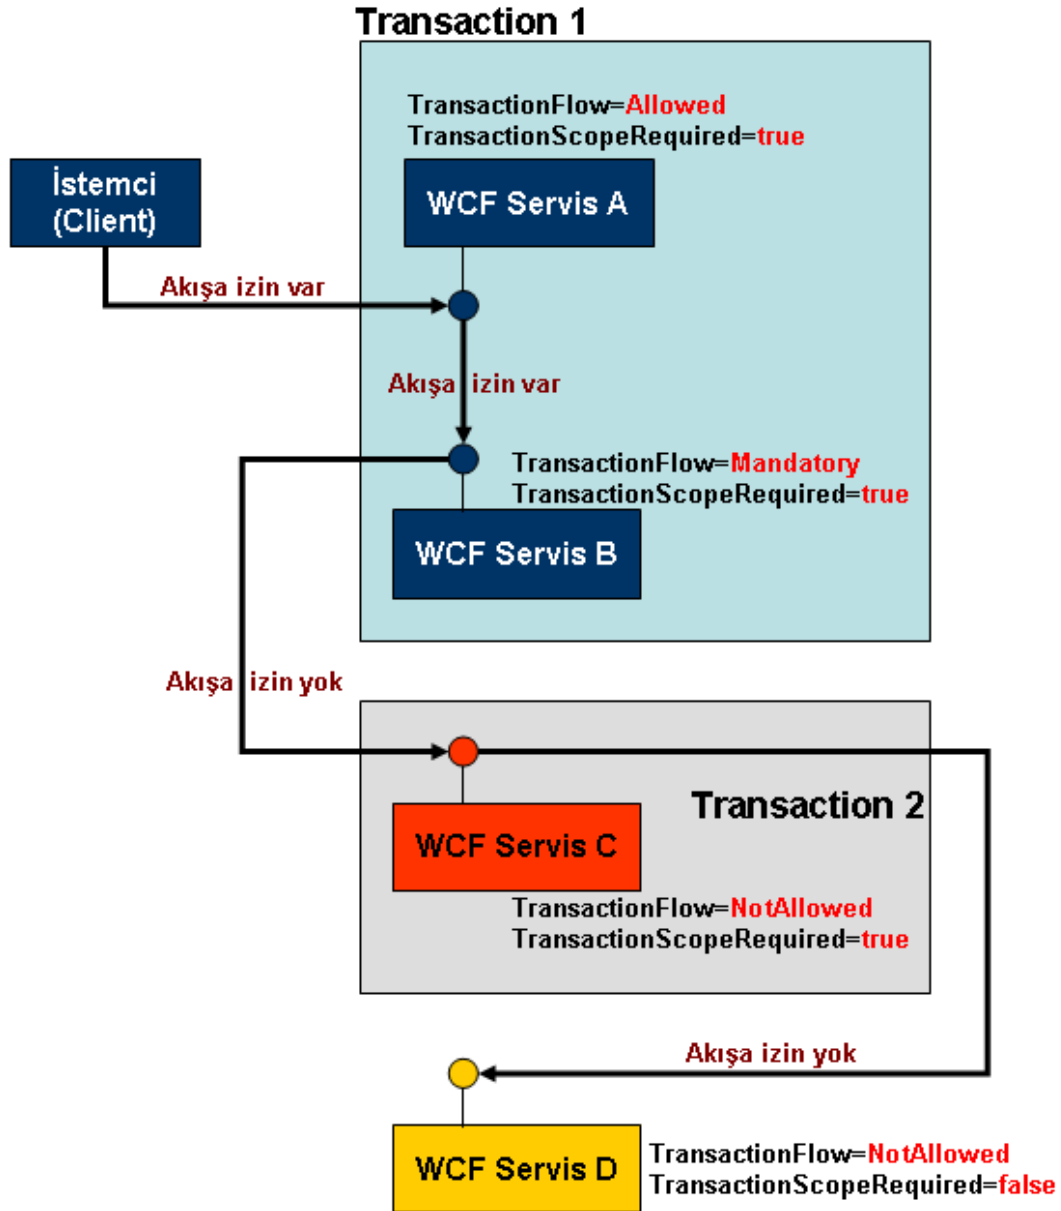 Transaction 1
TransactionFlow=Allowed
TransactionScopeRequired=true
İstemci
(Client)
WCF Servis A
Akışa izin var
Akışa izin var
TransactionFlow=Mandatory
TransactionScopeRequired=true
WCF Servis B
Akışa izin yok
Transaction 2
WCF Servis C
TransactionFlow=NotAllowed
TransactionScopeRequired=true
Akışa izin yok
WCF Servis D
TransactionFlow=NotAllowed
TransactionScopeRequired=false